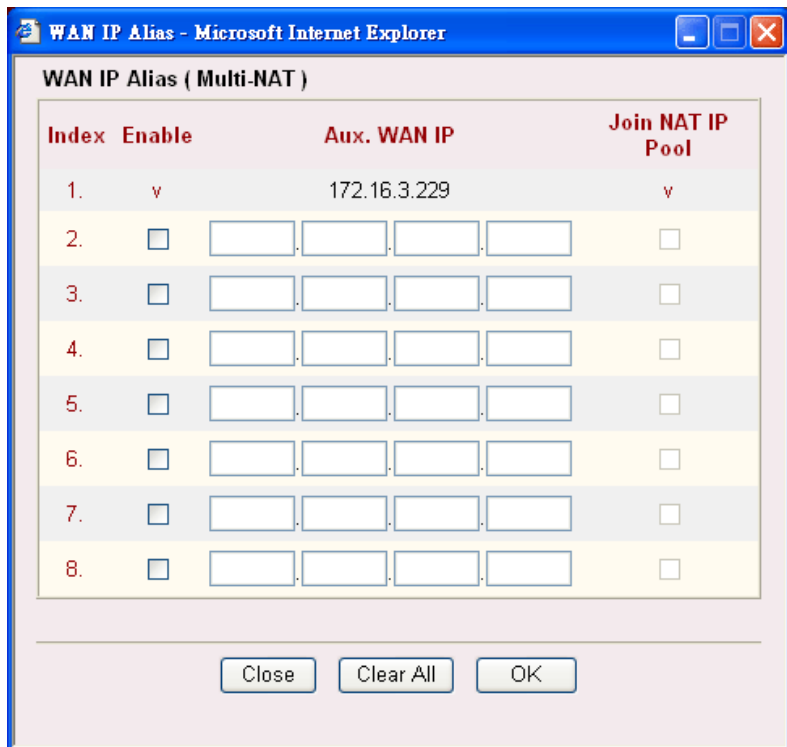 WAN IP Alias - Microsoft Internet Explorer
WAN IP Alias ( Multi-NAT )
Index Enable Aux. WAN IP Join NAT IP Pool
1. v 172.16.3.229 v
2. . . .
3. . . .
4. . . .
5. . . .
6. . . .
7. . . .
8. . . .
Close Clear All OK